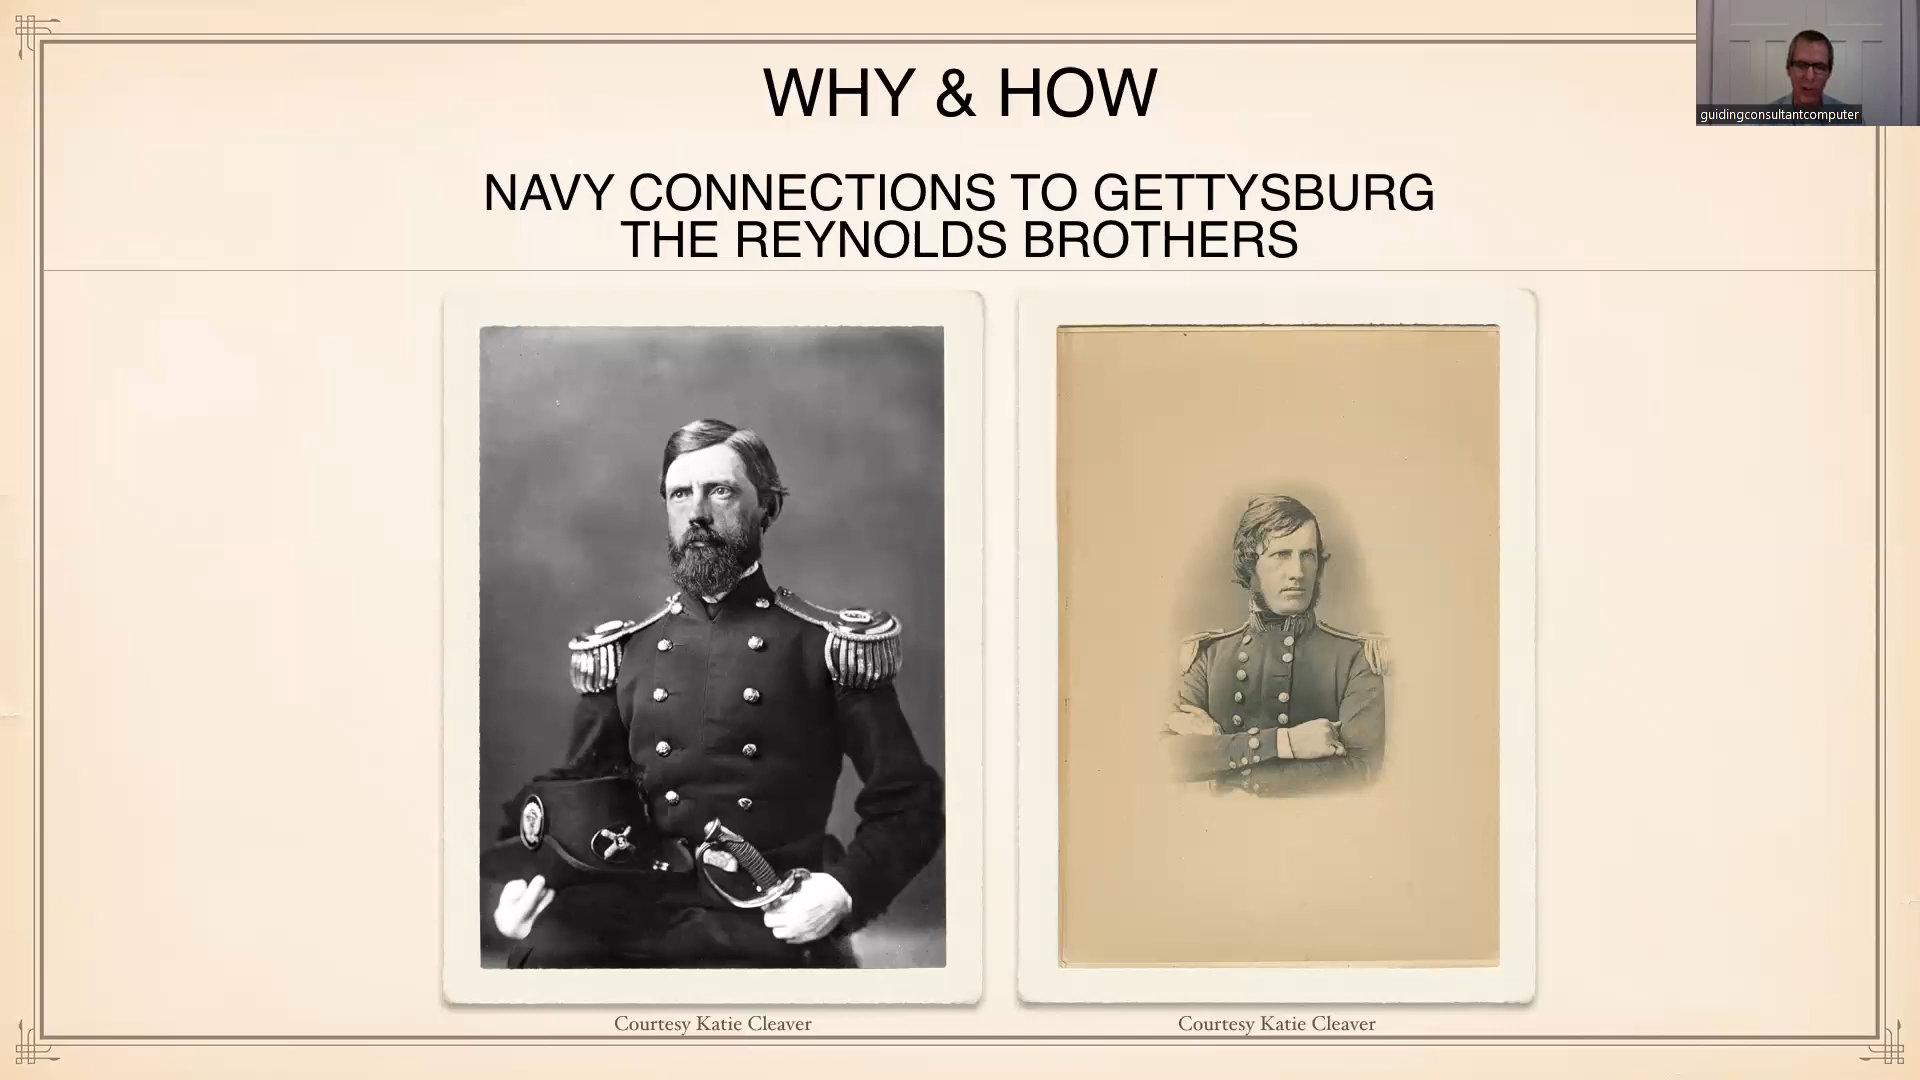 WHY & HOW
guidingconsultantcomputer
NAVY CONNECTIONS TO GETTYSBURG
THE REYNOLDS BROTHERS
Courtesy Katie Cleaver
Courtesy Katie Cleaver